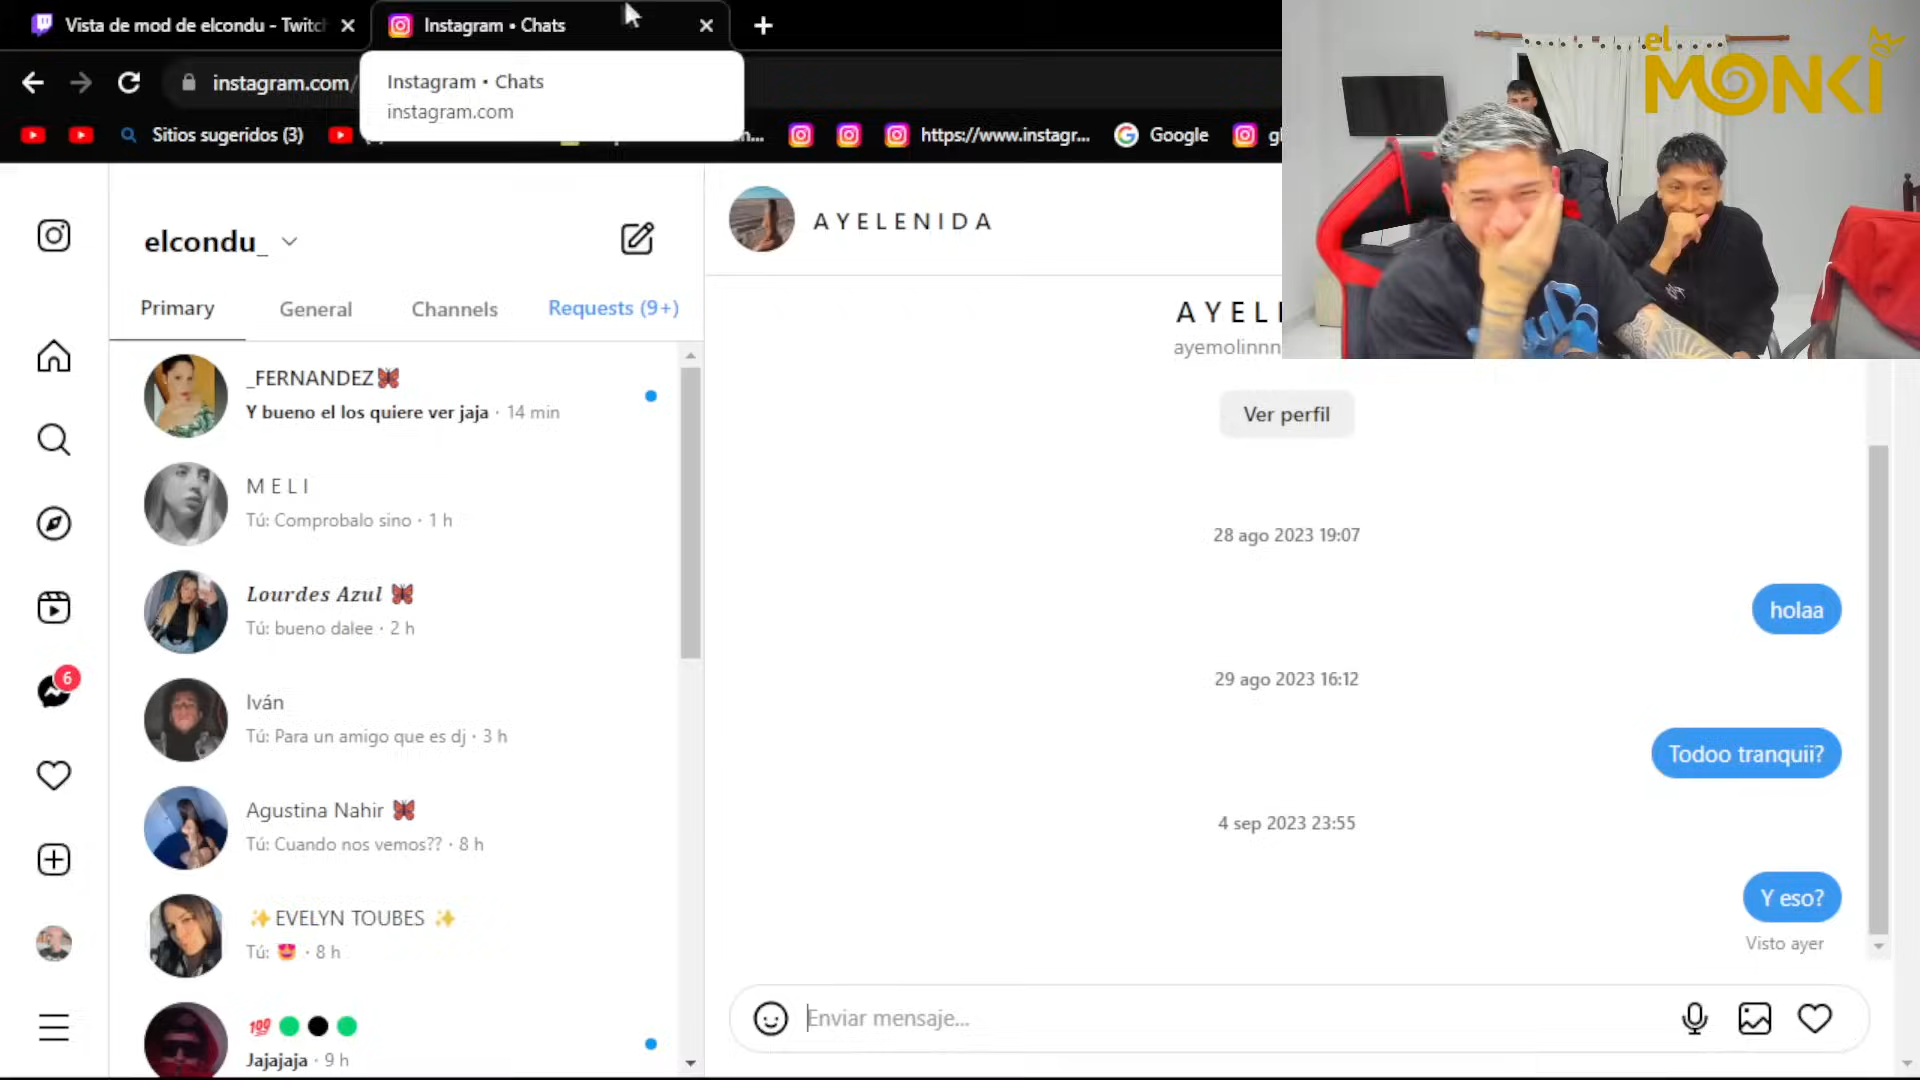 Vista de mod de elcondu - Twitc
Instagram • Chats
instagram.com/
Instagram • Chats
instagram.com
Sitios sugeridos (3)
https://www.instagr...
Google
el
MONKI
elcondu_
Primary
General
Channels
Requests (9+)
_FERNANDEZ🦋
Y bueno el los quiere ver jaja · 14 min
M E L I
Tú: Comprobalo sino · 1 h
Lourdes Azul 🦋
Tú: bueno dalee · 2 h
Iván
Tú: Para un amigo que es dj · 3 h
6
Agustina Nahir 🦋
Tú: Cuando nos vemos?? · 8 h
✨EVELYN TOUBES ✨
Tú: 😍 · 8 h
💯🟢⚫🟢
Jajajaja · 9 h
A Y E L E N I D A
A Y E L
ayemolinnn
Ver perfil
28 ago 2023 19:07
holaa
29 ago 2023 16:12
Todoo tranquii?
4 sep 2023 23:55
Y eso?
Visto ayer
Enviar mensaje...